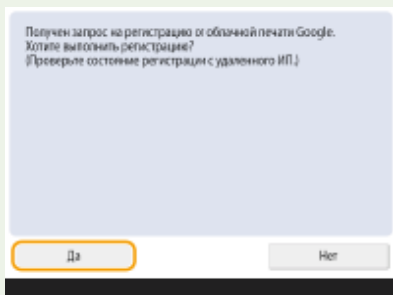 Получен запрос на регистрацию от облачной печати Google.
Хотите выполнить регистрацию?
(Проверьте состояние регистрации с удаленного ИП.)
Да
Нет